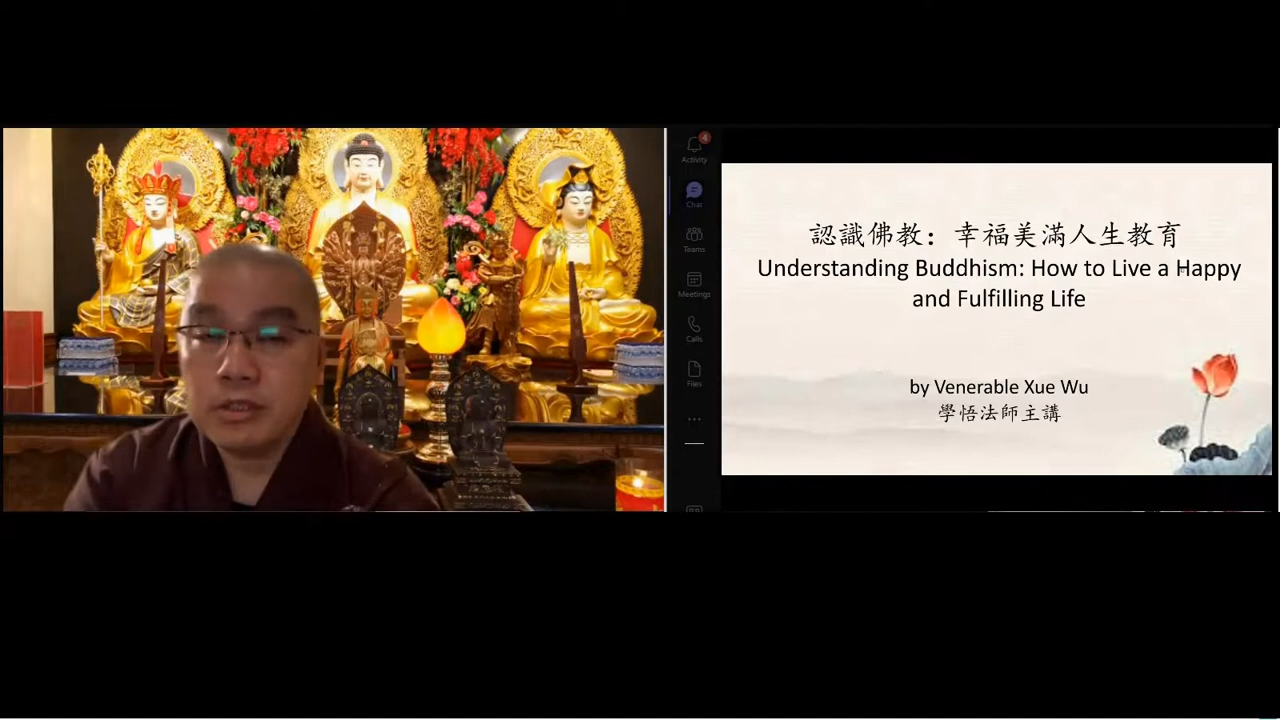 4
Activity
Chat
Teams
Meetings
Calls
Files
...
認識佛教：幸福美滿人生教育
Understanding Buddhism: How to Live a Happy
and Fulfilling Life
by Venerable Xue Wu
學悟法師主講